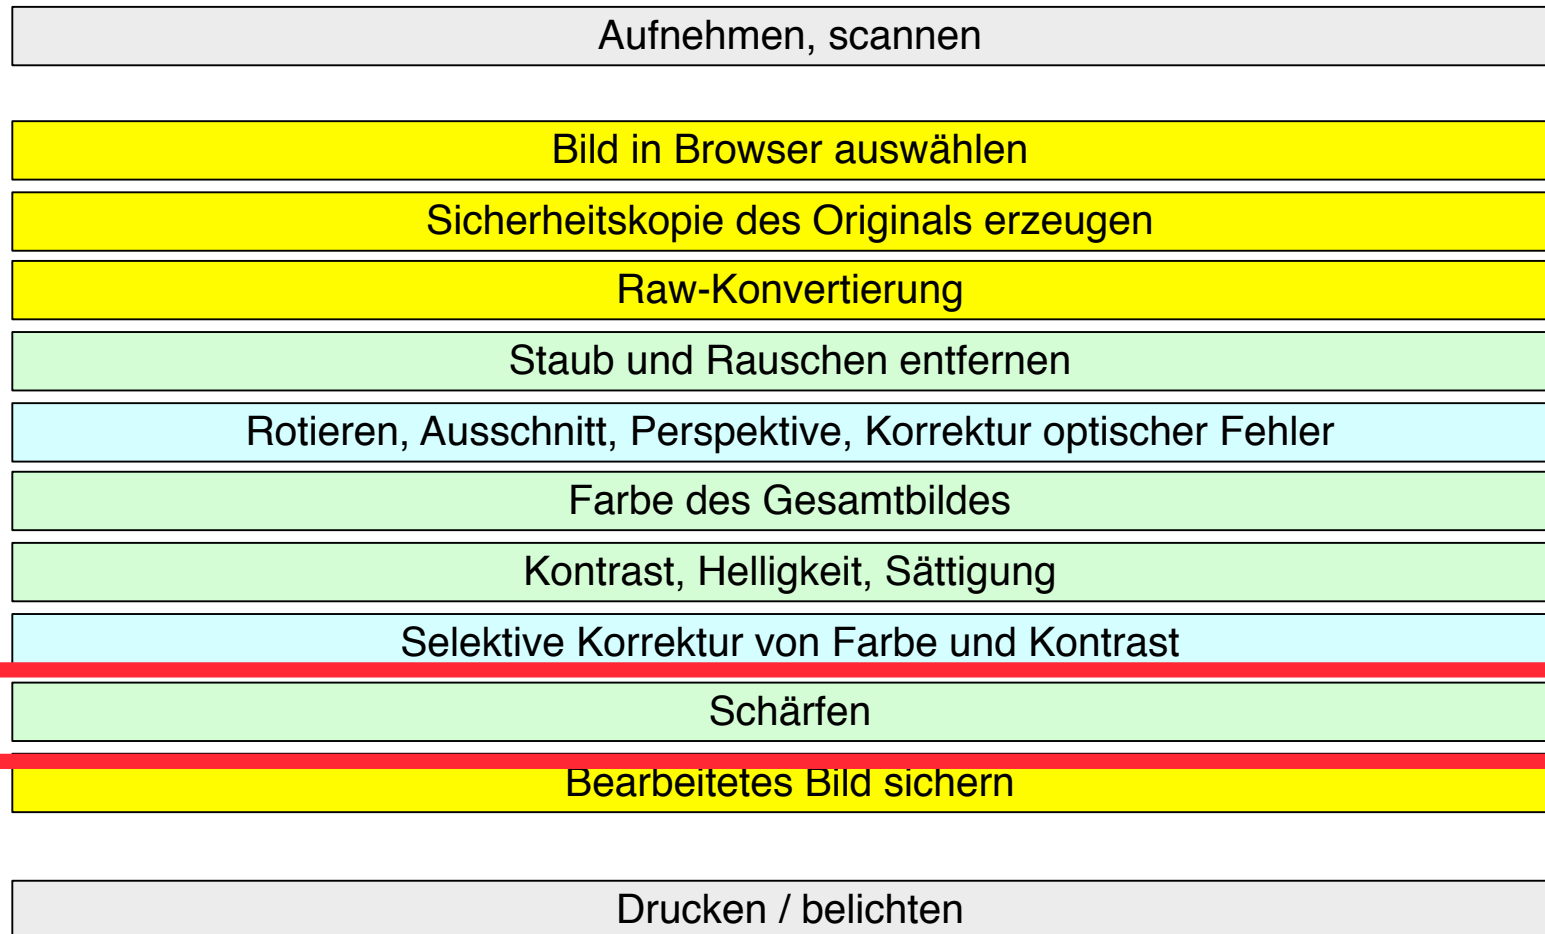 Aufnehmen, scannen
Bild in Browser auswählen
Sicherheitskopie des Originals erzeugen
Raw-Konvertierung
Staub und Rauschen entfernen
Rotieren, Ausschnitt, Perspektive, Korrektur optischer Fehler
Farbe des Gesamtbildes
Kontrast, Helligkeit, Sättigung
Selektive Korrektur von Farbe und Kontrast
Schärfen
Bearbeitetes Bild sichern
Drucken / belichten